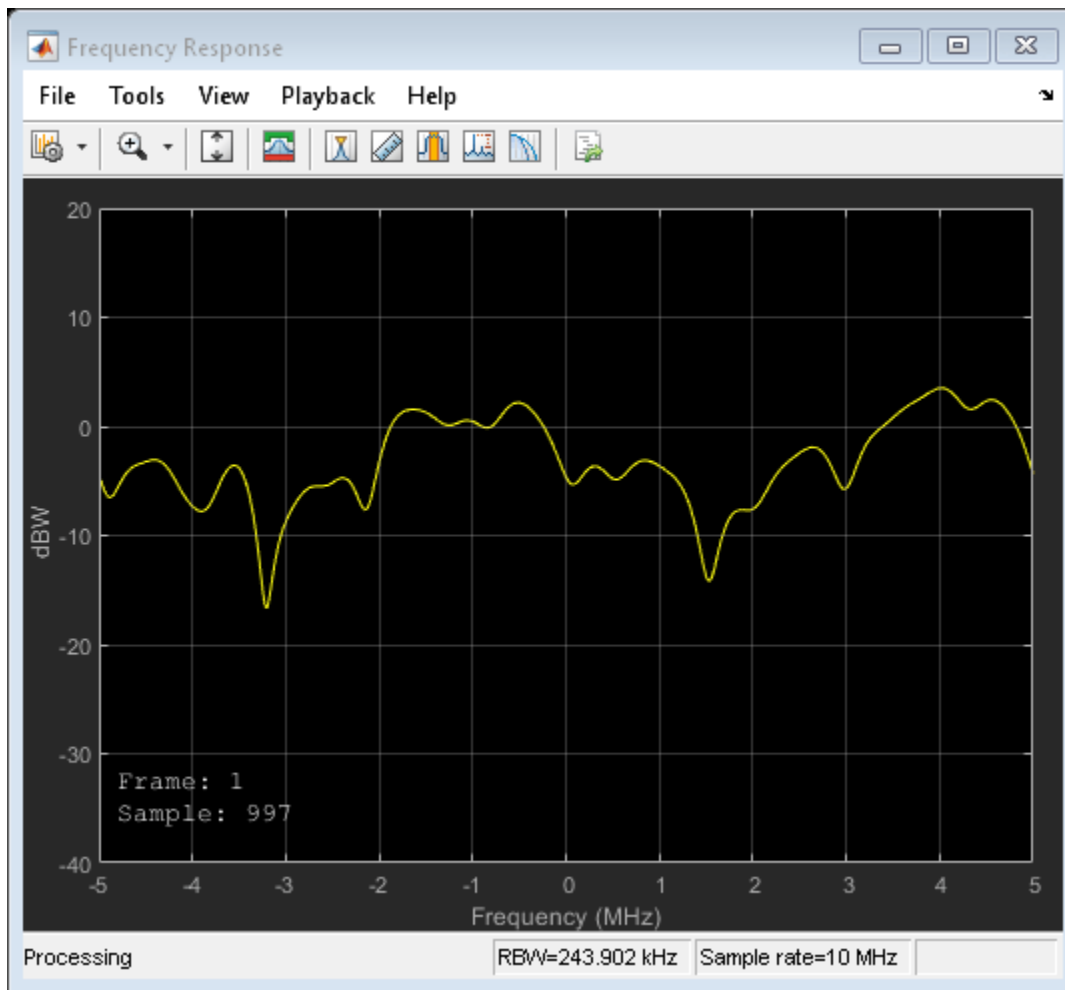 Frequency Response
File Tools View Playback Help
20
10
0
-10
-20
-30
-40
dBW
Frame: 1
Sample: 997
-5 -4 -3 -2 -1 0 1 2 3 4 5
Frequency (MHz)
Processing RBW=243.902 kHz Sample rate=10 MHz